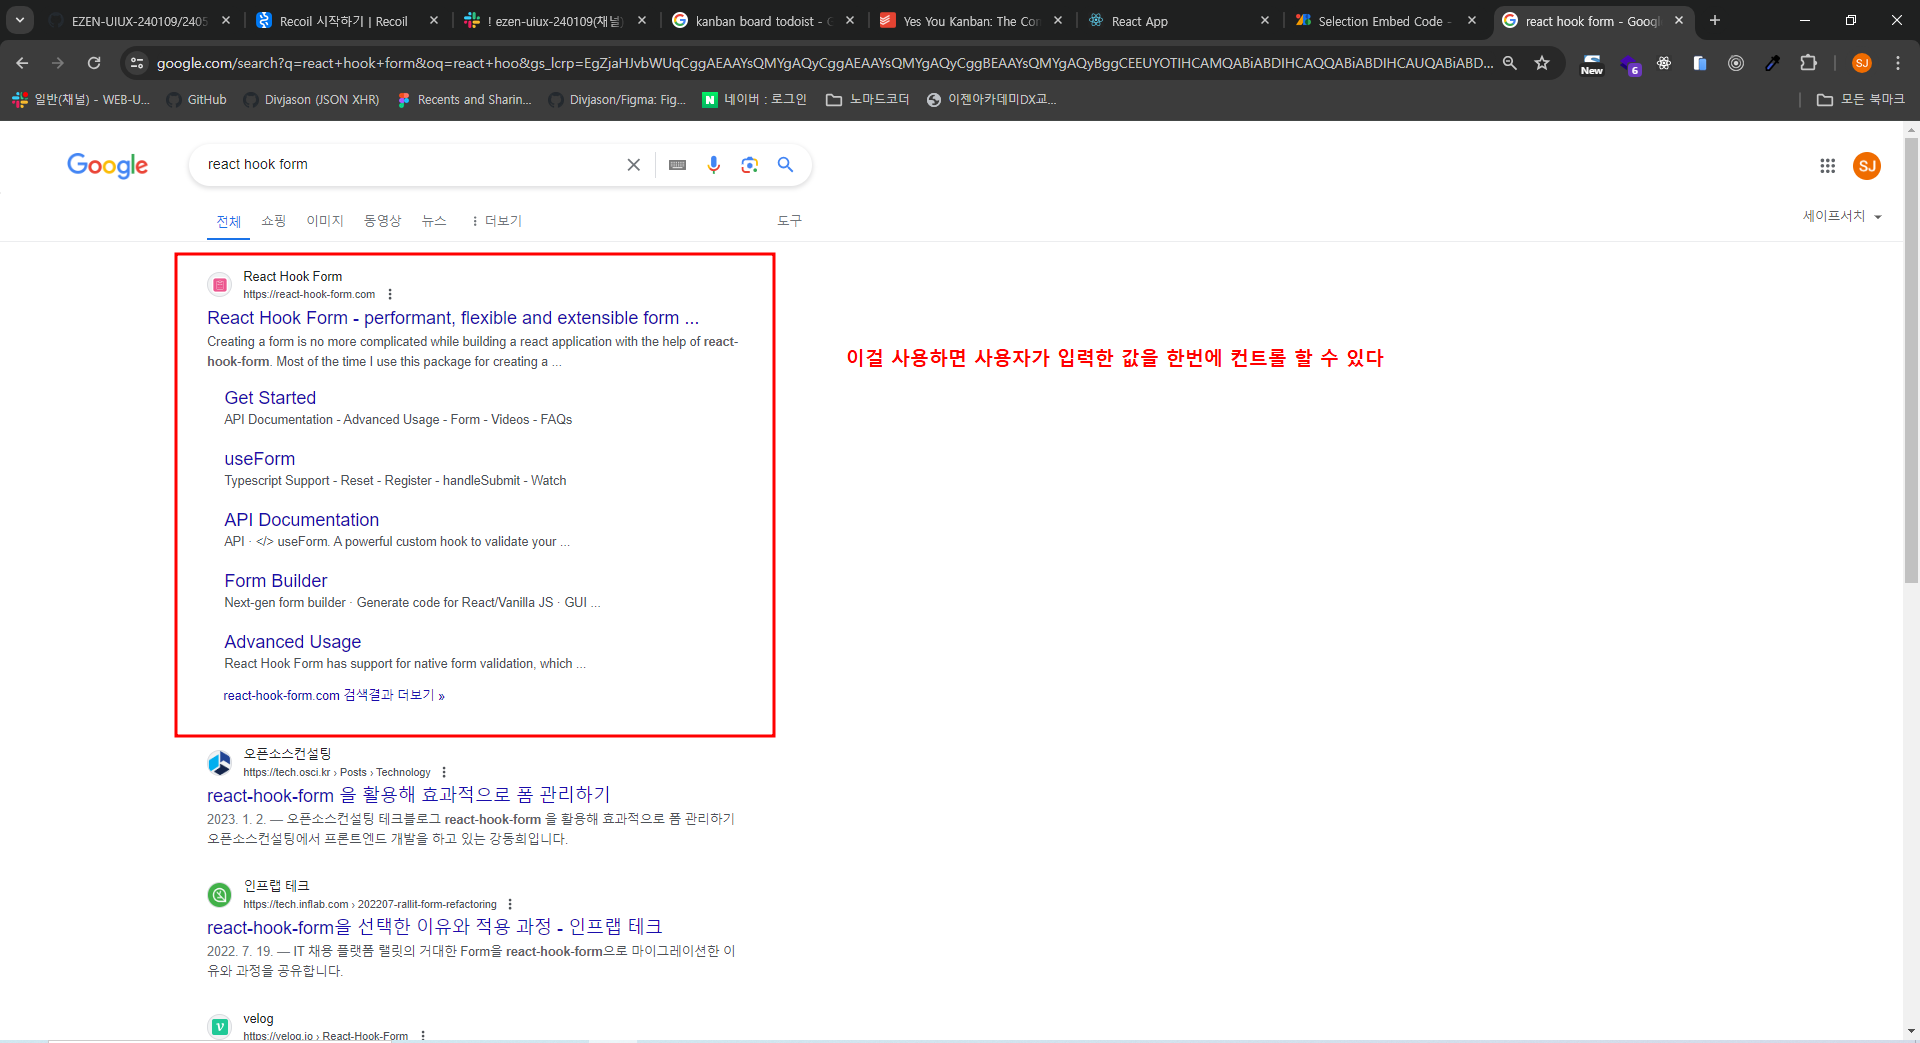 EZEN-UIUX-240109/2405
Recoil 시작하기 | Recoil
! ezen-uiux-240109(채널)
kanban board todoist - G
Yes You Kanban: The Con
React App
Selection Embed Code -
react hook form - Googl
google.com/search?q=react+hook+form&oq=react+hoo&gs_lcrp=EgZjaHJvbWUqCggAEAAYsQMYgAQyCggAEAAYsQMYgAQyCggBEAAYsQMYgAQyBggCEEUYOTIHCAMQABiABDIHCAQQABiABDIHCAUQABiABD...
New
6
SJ
일반(채널) - WEB-U...
GitHub
Divjason (JSON XHR)
Recents and Sharin...
Divjason/Figma: Fig...
네이버 : 로그인
노마드코더
이젠아카데미DX교...
모든 북마크
Google
react hook form
SJ
전체
쇼핑
이미지
동영상
뉴스
더보기
도구
세이프서치
React Hook Form
https://react-hook-form.com
React Hook Form - performant, flexible and extensible form ...
Creating a form is no more complicated while building a react application with the help of react-
hook-form. Most of the time I use this package for creating a ...
이걸 사용하면 사용자가 입력한 값을 한번에 컨트롤 할 수 있다
Get Started
API Documentation - Advanced Usage - Form - Videos - FAQs
useForm
Typescript Support - Reset - Register - handleSubmit - Watch
API Documentation
API · </> useForm. A powerful custom hook to validate your ...
Form Builder
Next-gen form builder · Generate code for React/Vanilla JS · GUI ...
Advanced Usage
React Hook Form has support for native form validation, which ...
react-hook-form.com 검색결과 더보기 »
오픈소스컨설팅
https://tech.osci.kr › Posts › Technology
react-hook-form 을 활용해 효과적으로 폼 관리하기
2023. 1. 2. — 오픈소스컨설팅 테크블로그 react-hook-form 을 활용해 효과적으로 폼 관리하기
오픈소스컨설팅에서 프론트엔드 개발을 하고 있는 강동희입니다.
인프랩 테크
https://tech.inflab.com › 202207-rallit-form-refactoring
react-hook-form을 선택한 이유와 적용 과정 - 인프랩 테크
2022. 7. 19. — IT 채용 플랫폼 랠릿의 거대한 Form을 react-hook-form으로 마이그레이션한 이
유와 과정을 공유합니다.
velog
https://velog.io › React-Hook-Form